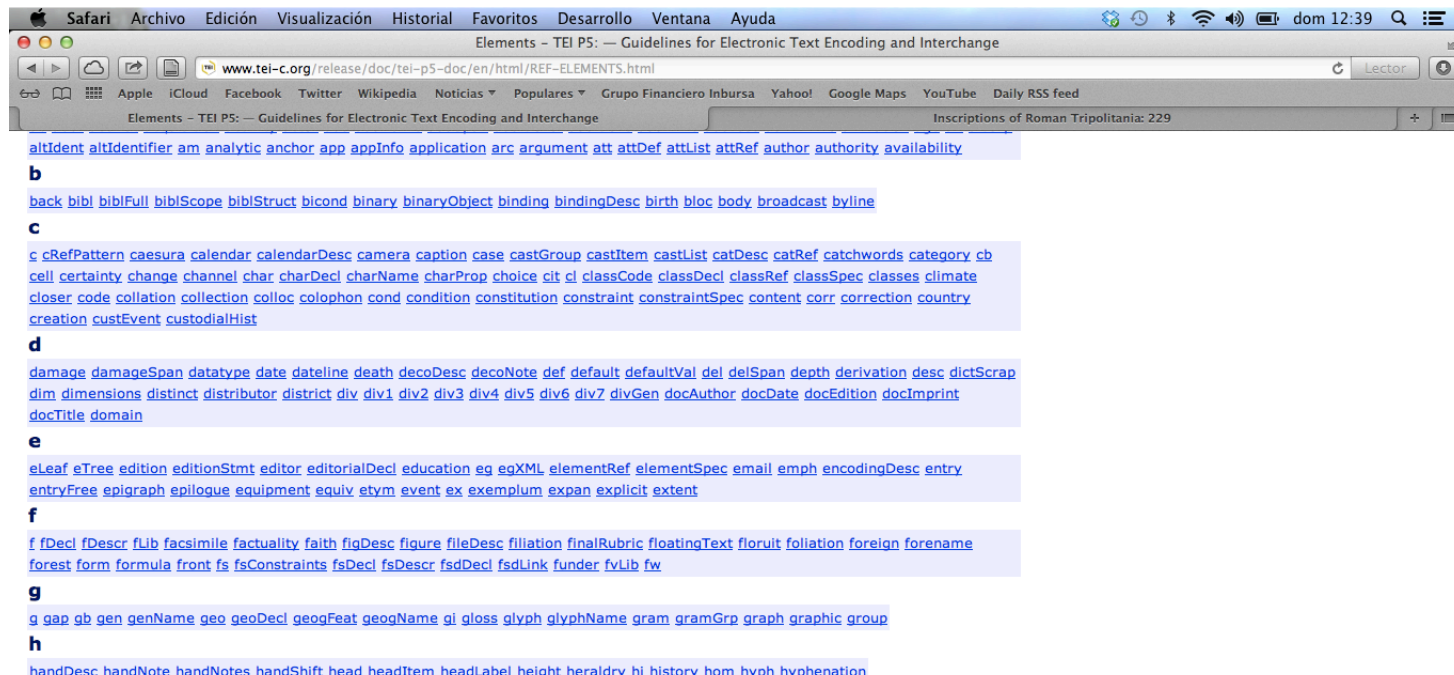 Safari Archivo Edición Visualización Historial Favoritos Desarrollo Ventana Ayuda dom 12:39
Elements – TEI P5: — Guidelines for Electronic Text Encoding and Interchange
www.tei-c.org/release/doc/tei-p5-doc/en/html/REF-ELEMENTS.html Lector
Apple iCloud Facebook Twitter Wikipedia Noticias Populares Grupo Financiero Inbursa Yahoo! Google Maps YouTube Daily RSS feed
Elements – TEI P5: — Guidelines for Electronic Text Encoding and Interchange Inscriptions of Roman Tripolitania: 229
altIdent altIdentifier am analytic anchor app appInfo application arc argument att attDef attList attRef author authority availability
b
back bibl biblFull biblScope biblStruct bicond binary binaryObject binding bindingDesc birth bloc body broadcast byline
c
c cRefPattern caesura calendar calendarDesc camera caption case castGroup castItem castList catDesc catRef catchwords category cb
cell certainty change channel char charDecl charName charProp choice cit cl classCode classDecl classRef classSpec classes climate
closer code collation collection colloc colophon cond condition constitution constraint constraintSpec content corr correction country
creation custEvent custodialHist
d
damage damageSpan datatype date dateline death decoDesc decoNote def default defaultVal del delSpan depth derivation desc dictScrap
dim dimensions distinct distributor district div div1 div2 div3 div4 div5 div6 div7 divGen docAuthor docDate docEdition docImprint
docTitle domain
e
eLeaf eTree edition editionStmt editor editorialDecl education eg egXML elementRef elementSpec email emph encodingDesc entry
entryFree epigraph epilogue equipment equiv etym event ex exemplum expan explicit extent
f
f fDecl fDescr fLib facsimile factuality faith figDesc figure fileDesc filiation finalRubric floatingText floruit foliation foreign forename
forest form formula front fs fsConstraints fsDecl fsDescr fsdDecl fsdLink funder fvLib fw
g
g gap gb gen genName geo geoDecl geogFeat geogName gi gloss glyph glyphName gram gramGrp graph graphic group
h
handDesc handNote handNotes handShift head headItem headLabel height heraldry hi history hom hyph hyphenation